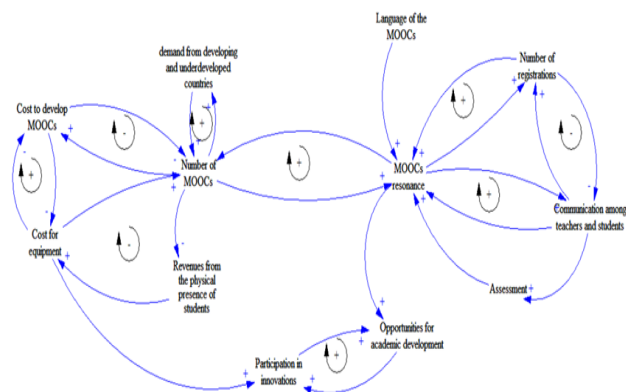 Language of the
MOOCs
demand from developing
and underdeveloped
countries
Number of
registrations
Cost to develop
MOOCs
Number of
MOOCs
MOOCs
resonance
Communication among
teachers and students
Cost for
equipment
Revenues from
the physical
presence of
students
Assessment
Opportunities for
academic development
Participation in
innovations